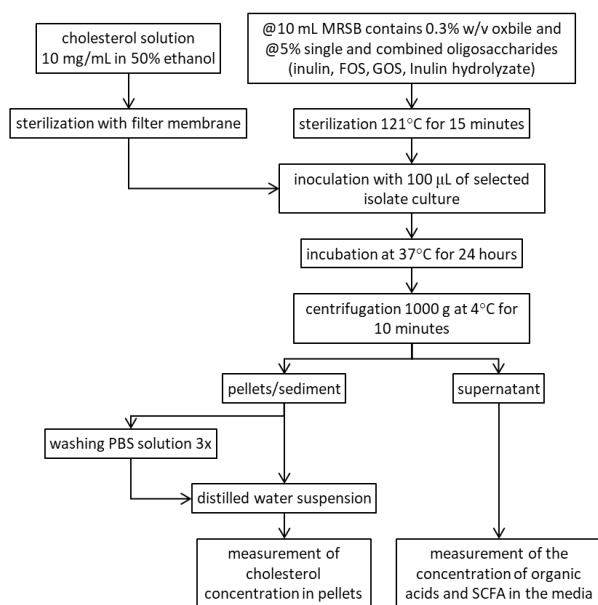 cholesterol solution
10 mg/mL in 50% ethanol
@10 mL MRSB contains 0.3% w/v oxbile and
@5% single and combined oligosaccharides
(inulin, FOS, GOS, Inulin hydrolyzate)
sterilization with filter membrane
sterilization 121°C for 15 minutes
inoculation with 100 μL of selected
isolate culture
incubation at 37°C for 24 hours
centrifugation 1000 g at 4°C for
10 minutes
pellets/sediment
supernatant
washing PBS solution 3x
distilled water suspension
measurement of
cholesterol
concentration in pellets
measurement of the
concentration of organic
acids and SCFA in the media